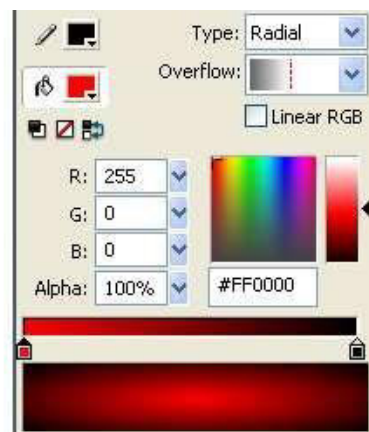 Type: Radial
Overflow:
Linear RGB
R: 255
G: 0
B: 0
Alpha: 100% #FF0000